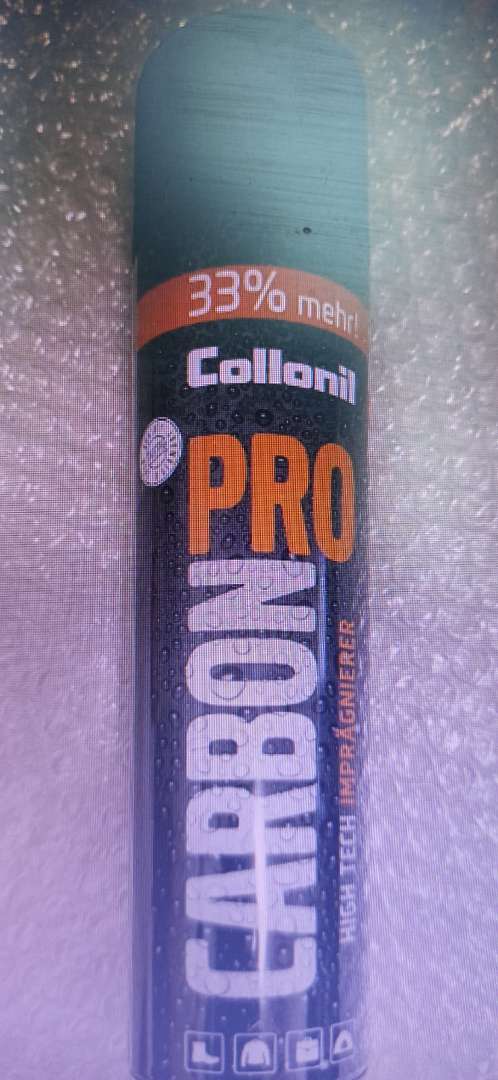 33% mehr!
Collonil
PRO
CARBON
HIGH TECH IMPRÄGNIERER